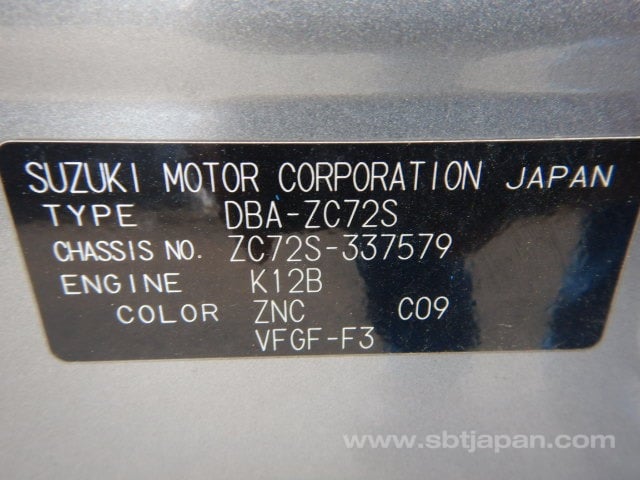 SUZUKI MOTOR CORPORATION JAPAN
TYPE DBA-ZC72S
CHASSIS NO. ZC72S-337579
ENGINE K12B
COLOR ZNC C09
VFGF-F3
www.sbtjapan.com